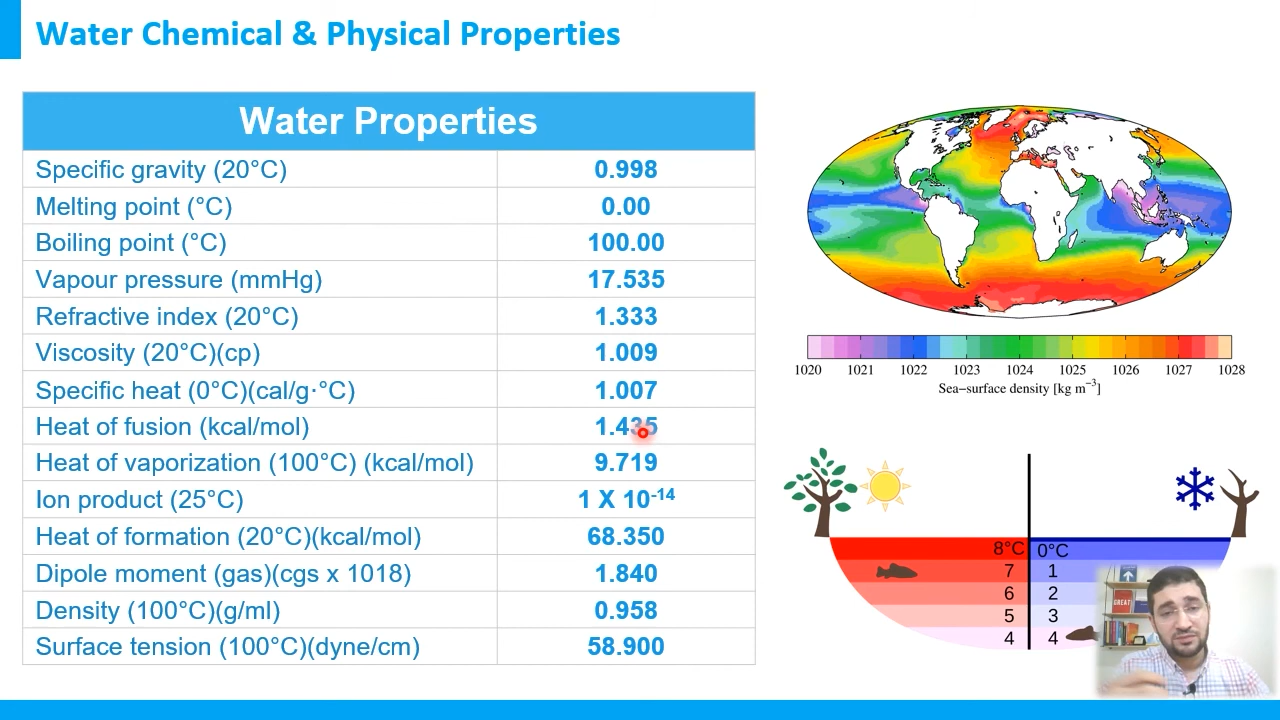 Water Chemical & Physical Properties
Water Properties
Specific gravity (20°C) 0.998
Melting point (°C) 0.00
Boiling point (°C) 100.00
Vapour pressure (mmHg) 17.535
Refractive index (20°C) 1.333
Viscosity (20°C)(cp) 1.009
Specific heat (0°C)(cal/g·°C) 1.007
Heat of fusion (kcal/mol) 1.435
Heat of vaporization (100°C) (kcal/mol) 9.719
Ion product (25°C) 1 X 10⁻¹⁴
Heat of formation (20°C)(kcal/mol) 68.350
Dipole moment (gas)(cgs x 1018) 1.840
Density (100°C)(g/ml) 0.958
Surface tension (100°C)(dyne/cm) 58.900
1020 1021 1022 1023 1024 1025 1026 1027 1028
Sea−surface density [kg m⁻³]
8°C 0°C
7 1
6 2
5 3
4 4
GREAT